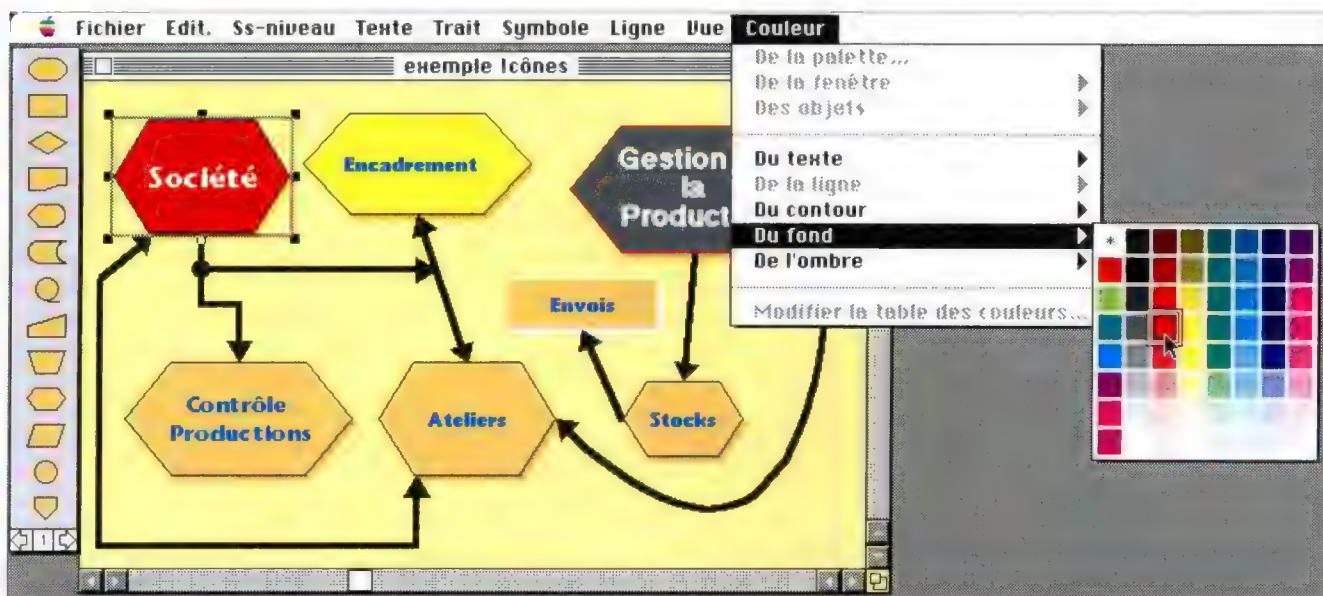 Fichier Edit. Ss-niveau Texte Trait Symbole Ligne Vue Couleur
exemple Icônes
De la palette...
De la fenêtre
Des objets
Du texte
De la ligne
Du contour
Du fond
De l'ombre
Modifier la table des couleurs...
Société
Encadrement
Gestion
la
Product
Envois
Contrôle
Productions
Ateliers
Stocks
1
*